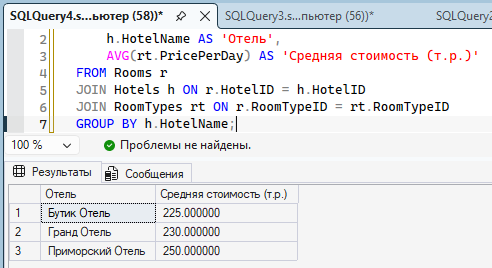 SQLQuery4.s...ьютер (58))* SQLQuery3.s...пьютер (56))* SQLQuery2
2 h.HotelName AS 'Отель',
3 AVG(rt.PricePerDay) AS 'Средняя стоимость (т.р.)'
4 FROM Rooms r
5 JOIN Hotels h ON r.HotelID = h.HotelID
6 JOIN RoomTypes rt ON r.RoomTypeID = rt.RoomTypeID
7 GROUP BY h.HotelName;
100 % Проблемы не найдены.
Результаты Сообщения
Отель Средняя стоимость (т.р.)
1 Бутик Отель 225.000000
2 Гранд Отель 230.000000
3 Приморский Отель 250.000000